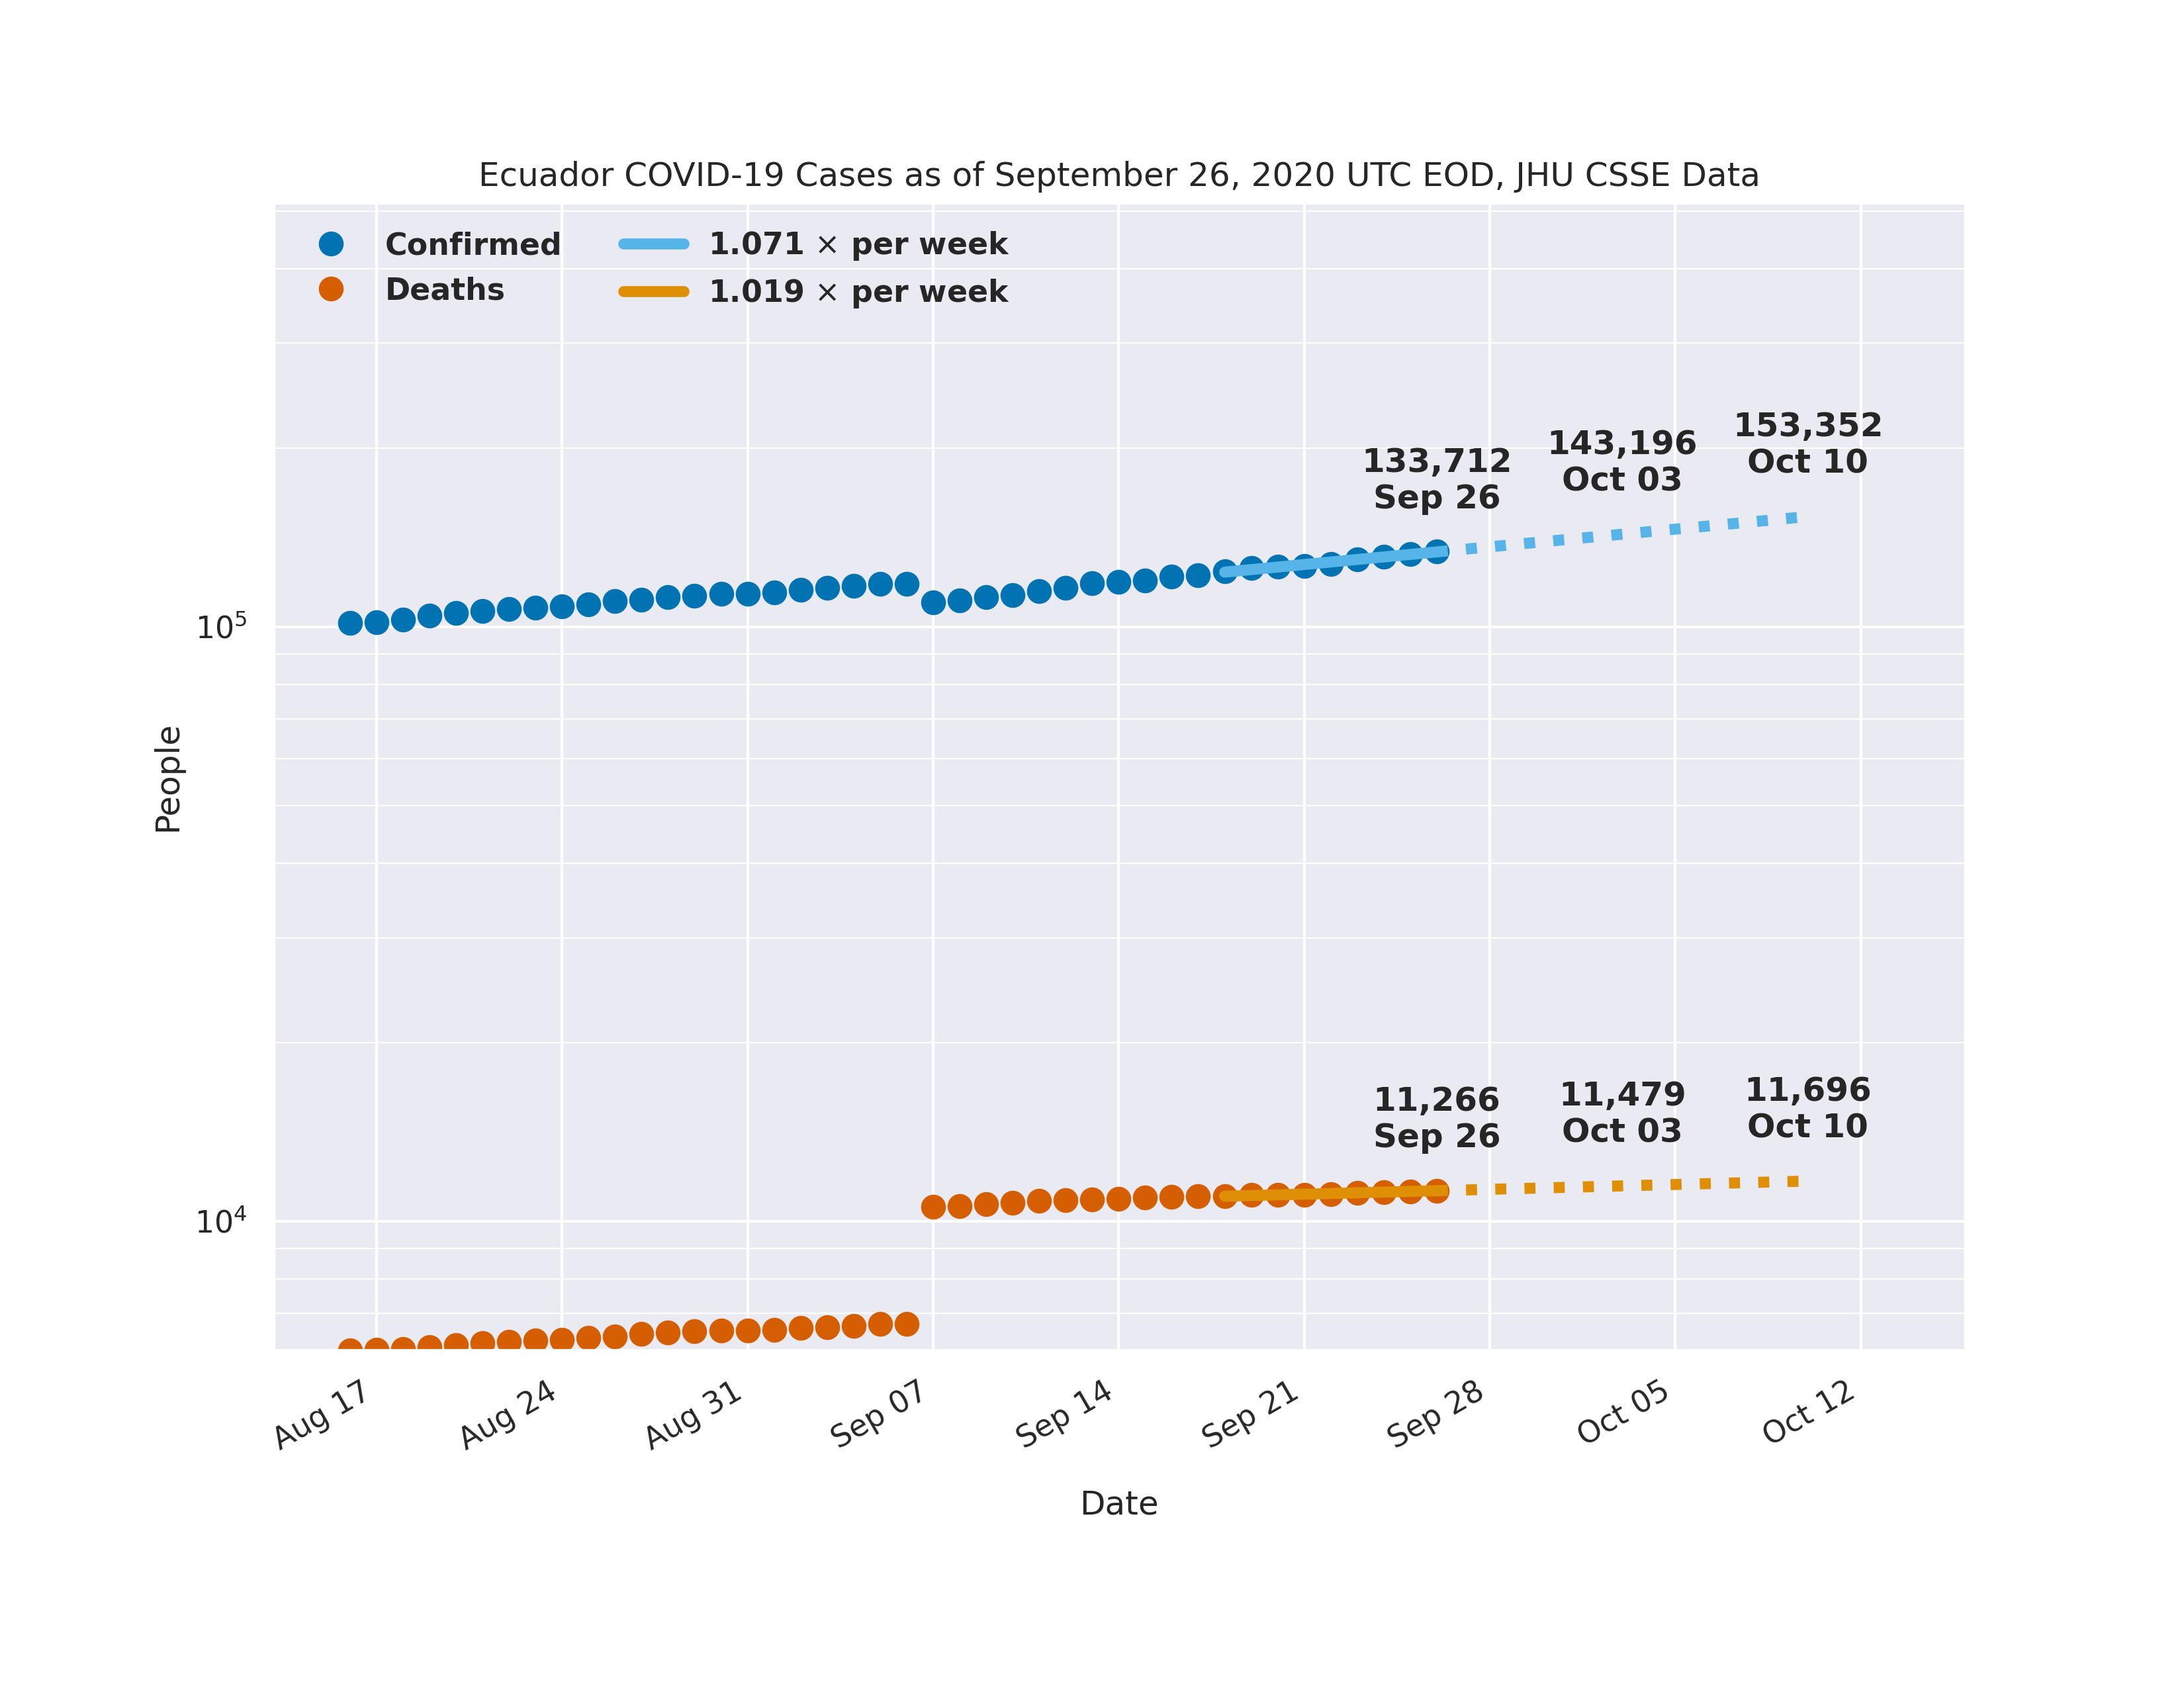 Ecuador COVID-19 Cases as of September 26, 2020 UTC EOD, JHU CSSE Data
Confirmed
Deaths
1.071 × per week
1.019 × per week
133,712
Sep 26
143,196
Oct 03
153,352
Oct 10
11,266
Sep 26
11,479
Oct 03
11,696
Oct 10
People
10⁵
10⁴
Aug 17
Aug 24
Aug 31
Sep 07
Sep 14
Sep 21
Sep 28
Oct 05
Oct 12
Date